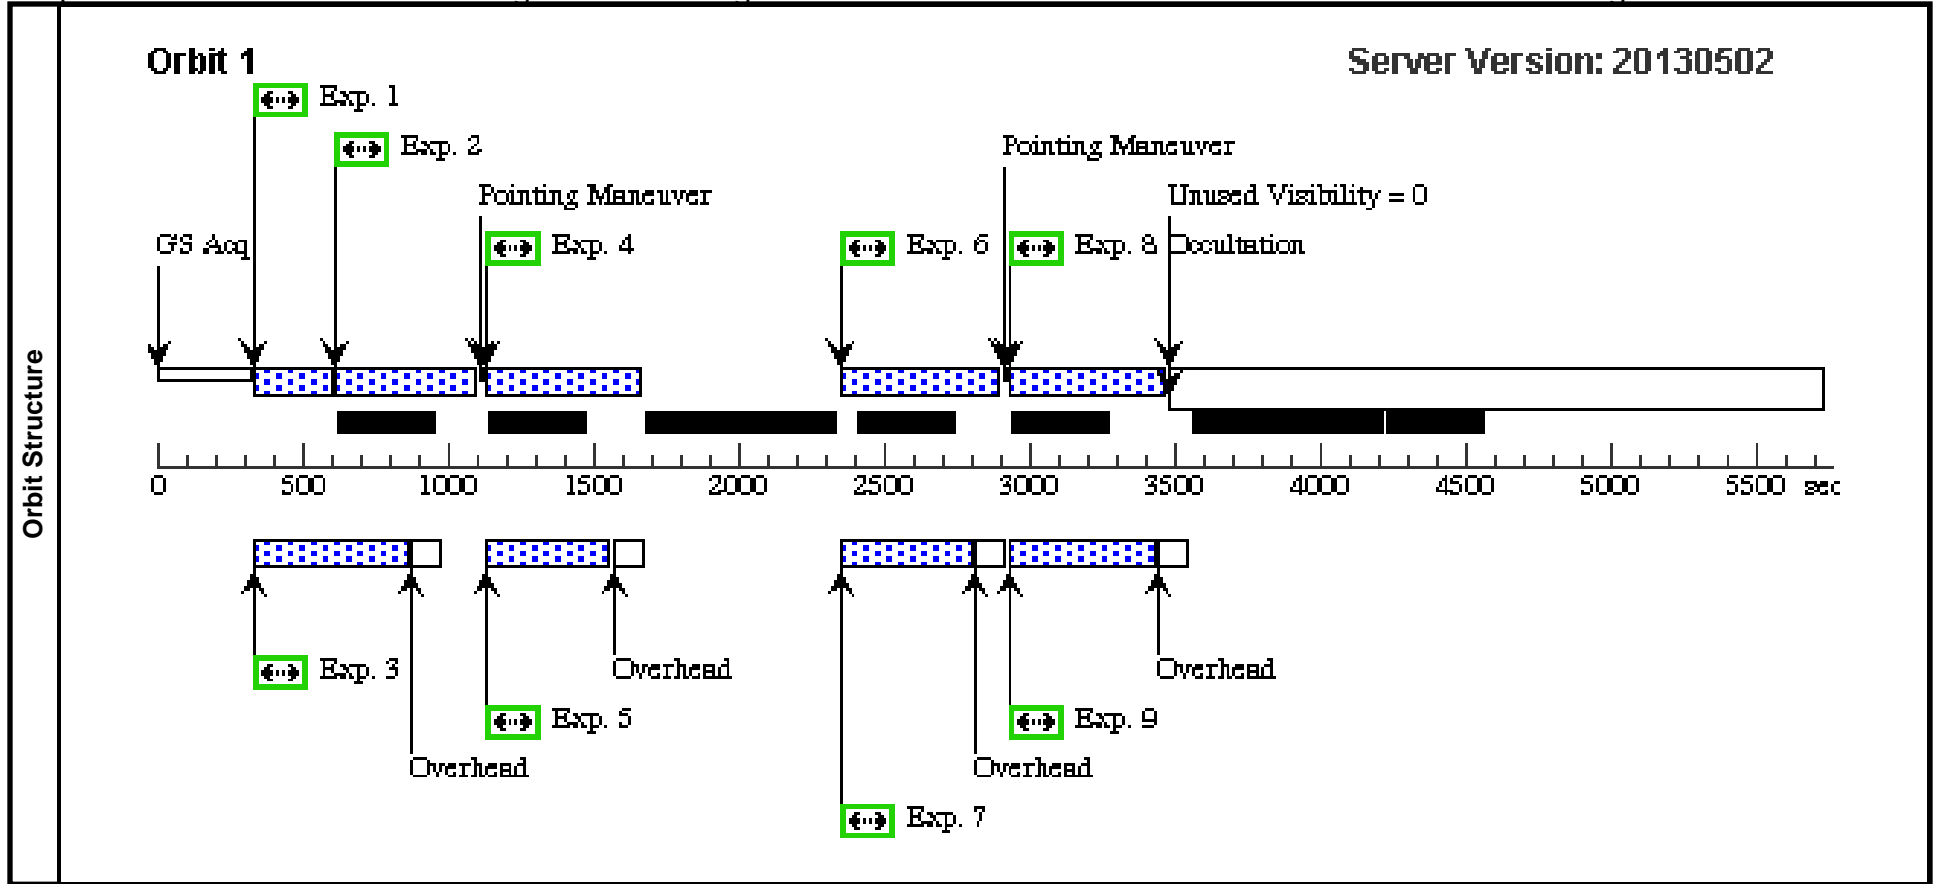 Orbit 1
Server Version: 20130502
Exp. 1
Exp. 2
Pointing Maneuver
Pointing Maneuver
Unused Visibility = 0
GS Acq
Exp. 4
Exp. 6
Exp. 8
Occultation
Orbit Structure
0 500 1000 1500 2000 2500 3000 3500 4000 4500 5000 5500 sec
Exp. 3
Overhead
Overhead
Exp. 5
Exp. 9
Overhead
Overhead
Exp. 7